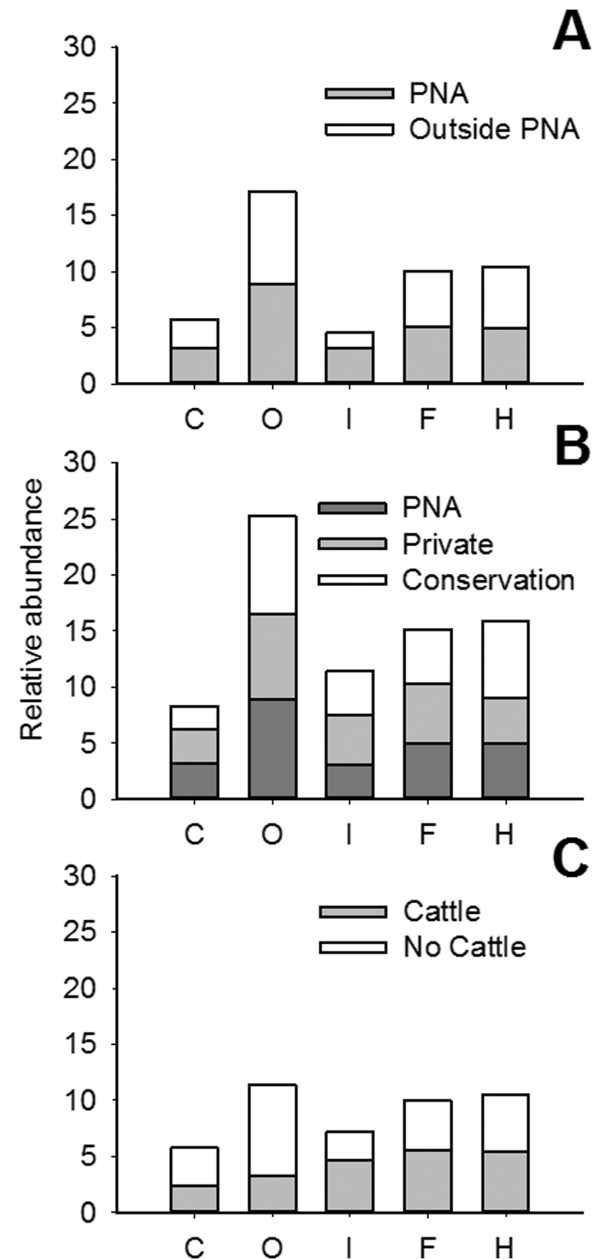 A
30
25
20
15
10
5
0
PNA
Outside PNA
C O I F H
B
Relative abundance
30
25
20
15
10
5
0
PNA
Private
Conservation
C O I F H
C
30
25
20
15
10
5
0
Cattle
No Cattle
C O I F H